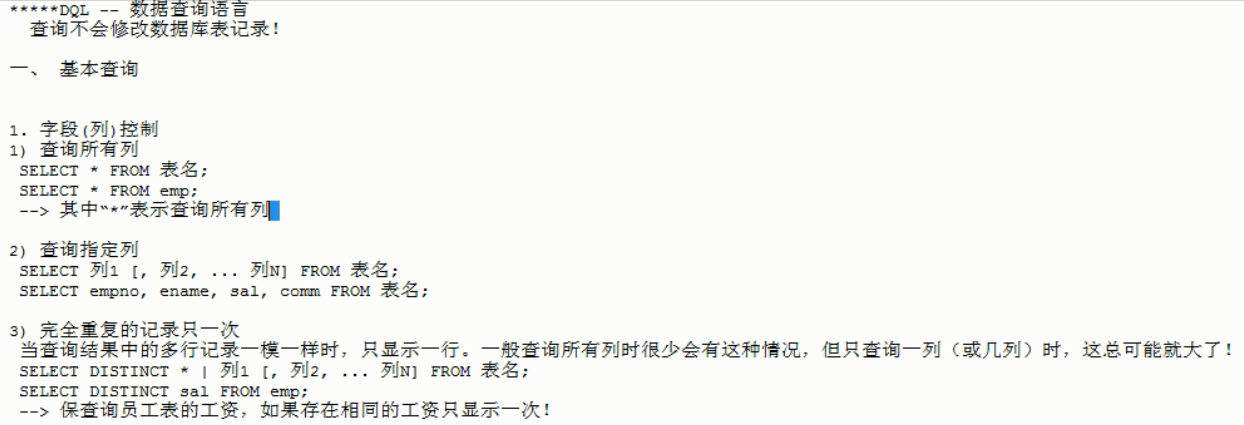 *****DQL -- 数据查询语言
查询不会修改数据库表记录!
一、 基本查询
1. 字段(列)控制
1) 查询所有列
SELECT * FROM 表名;
SELECT * FROM emp;
--> 其中“*”表示查询所有列
2) 查询指定列
SELECT 列1 [, 列2, ... 列N] FROM 表名;
SELECT empno, ename, sal, comm FROM 表名;
3) 完全重复的记录只一次
当查询结果中的多行记录一模一样时，只显示一行。一般查询所有列时很少会有这种情况，但只查询一列（或几列）时，这总可能就大了!
SELECT DISTINCT * | 列1 [, 列2, ... 列N] FROM 表名;
SELECT DISTINCT sal FROM emp;
--> 保查询员工表的工资，如果存在相同的工资只显示一次!